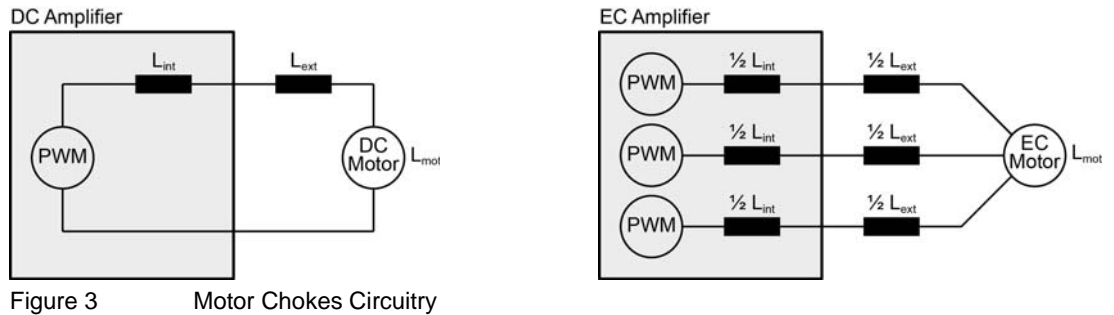 DC Amplifier
L_int
L_ext
PWM
DC
Motor
L_mot
EC Amplifier
PWM
½ L_int
½ L_ext
PWM
½ L_int
½ L_ext
EC
Motor
L_mot
PWM
½ L_int
½ L_ext
Figure 3 Motor Chokes Circuitry